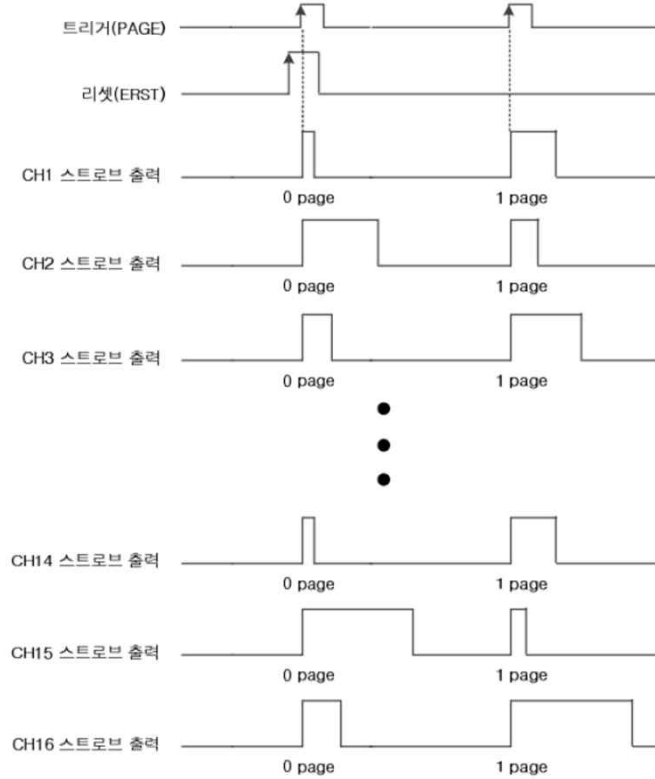 트리거(PAGE)
리셋(ERST)
CH1 스트로브 출력
0 page 1 page
CH2 스트로브 출력
0 page 1 page
CH3 스트로브 출력
0 page 1 page
CH14 스트로브 출력
0 page 1 page
CH15 스트로브 출력
0 page 1 page
CH16 스트로브 출력
0 page 1 page